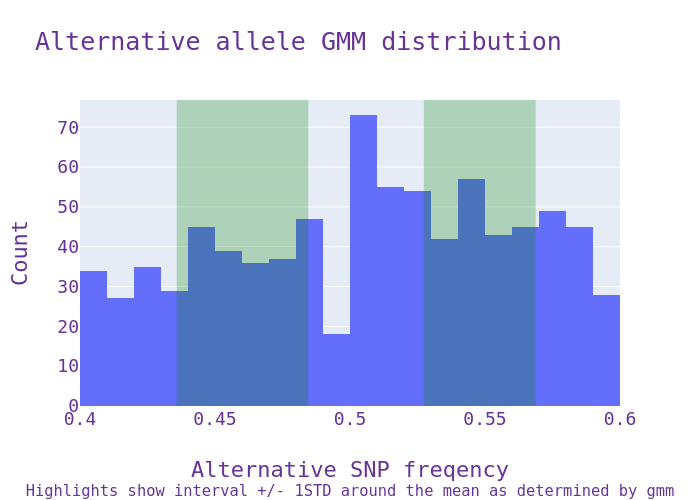 Alternative allele GMM distribution
Count
70
60
50
40
30
20
10
0
0.4 0.45 0.5 0.55 0.6
Alternative SNP freqency
Highlights show interval +/- 1STD around the mean as determined by gmm